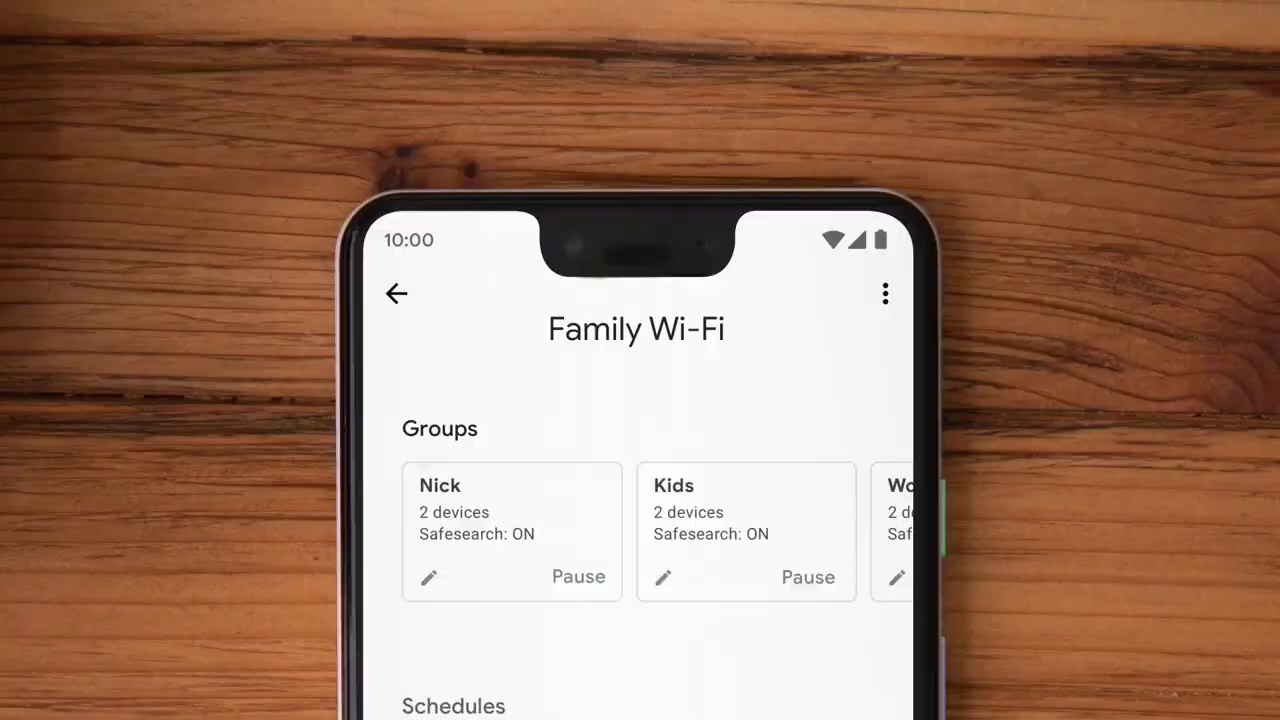 10:00
Family Wi-Fi
Groups
Nick
2 devices
Safesearch: ON
Pause
Kids
2 devices
Safesearch: ON
Pause
Wo
2 d
Saf
Schedules